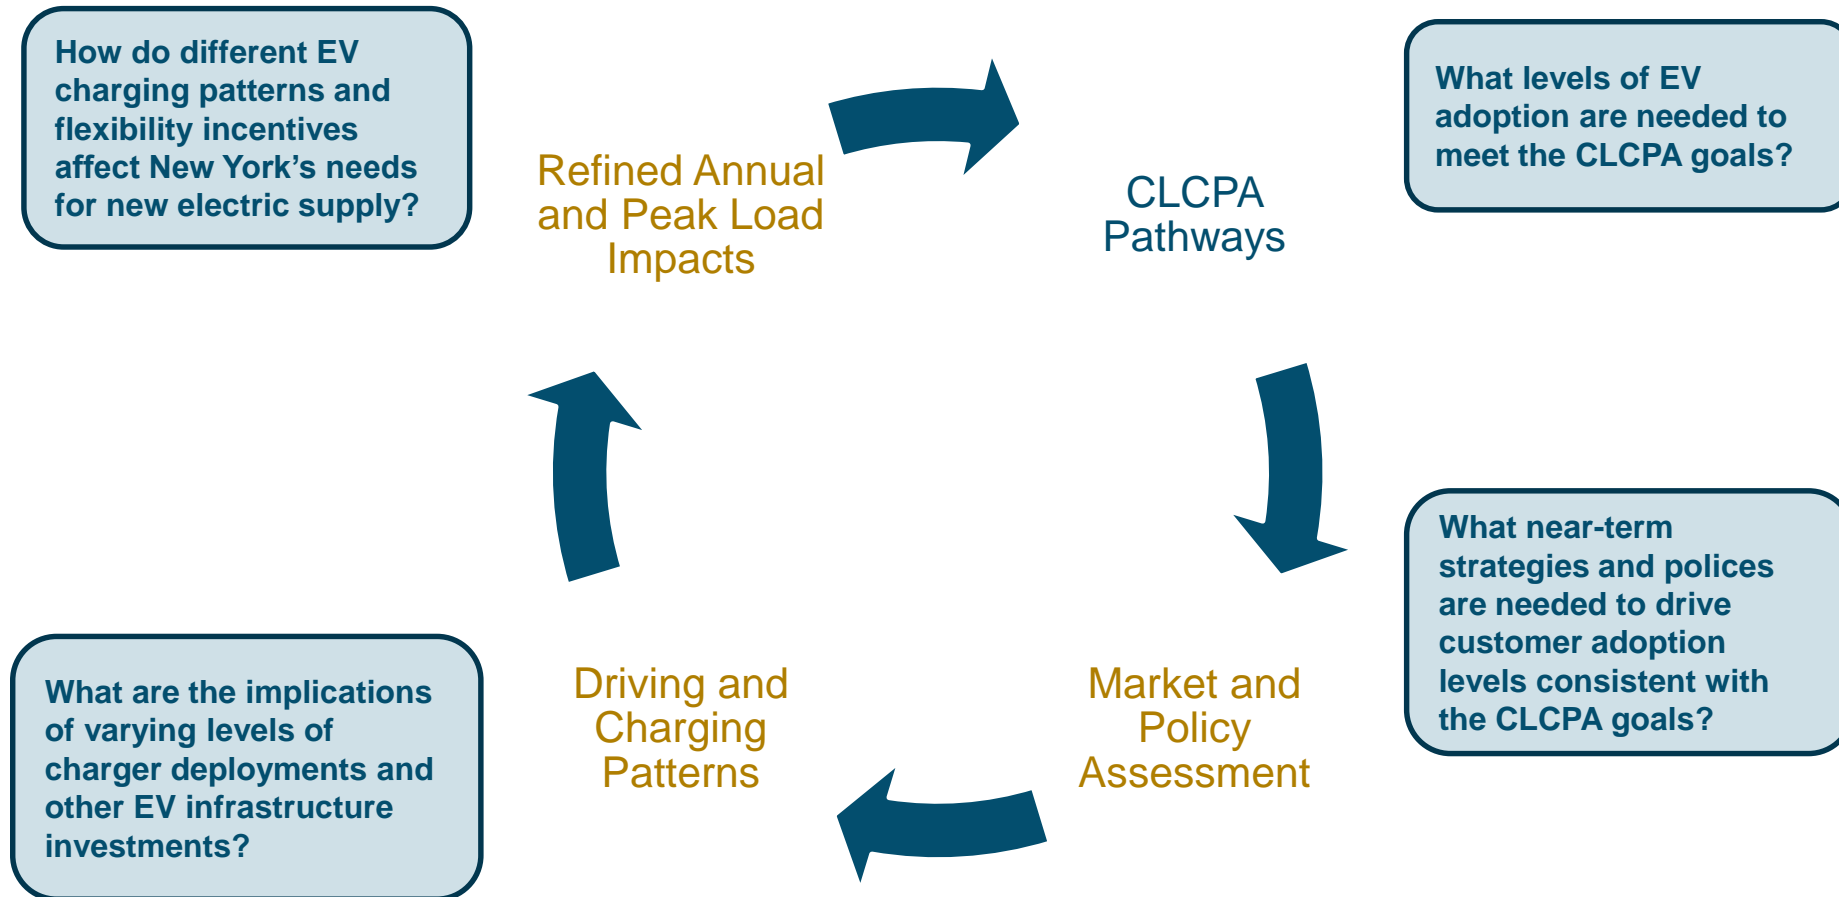 How do different EV
charging patterns and
flexibility incentives
affect New York’s needs
for new electric supply?
Refined Annual
and Peak Load
Impacts
CLCPA
Pathways
What levels of EV
adoption are needed to
meet the CLCPA goals?
What are the implications
of varying levels of
charger deployments and
other EV infrastructure
investments?
Driving and
Charging
Patterns
Market and
Policy
Assessment
What near-term
strategies and polices
are needed to drive
customer adoption
levels consistent with
the CLCPA goals?